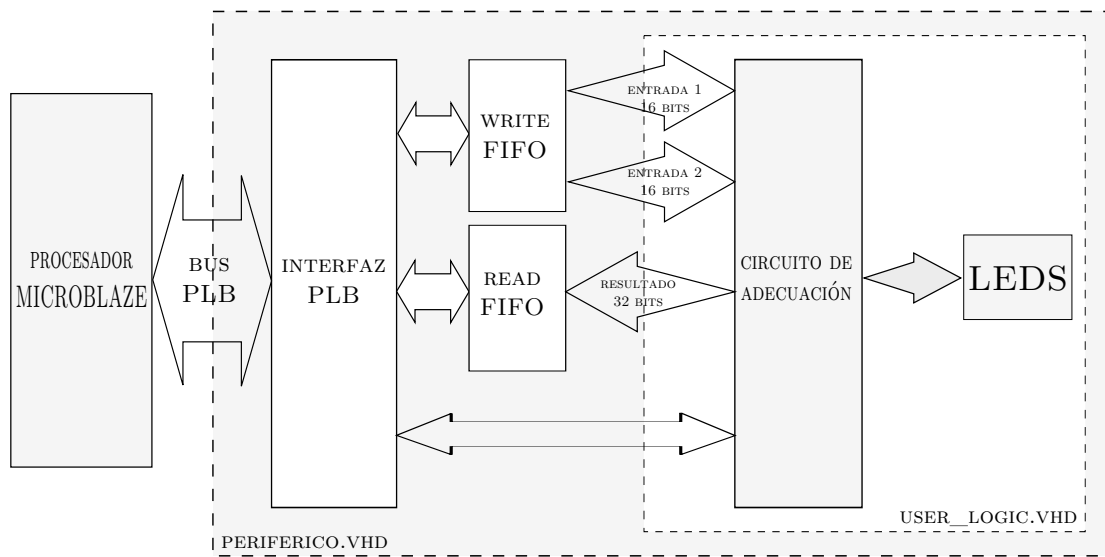 PROCESADOR
MICROBLAZE
BUS
PLB
INTERFAZ
PLB
WRITE
FIFO
READ
FIFO
ENTRADA 1
16 BITS
ENTRADA 2
16 BITS
RESULTADO
32 BITS
CIRCUITO DE
ADECUACIÓN
LEDS
USER__LOGIC.VHD
PERIFERICO.VHD